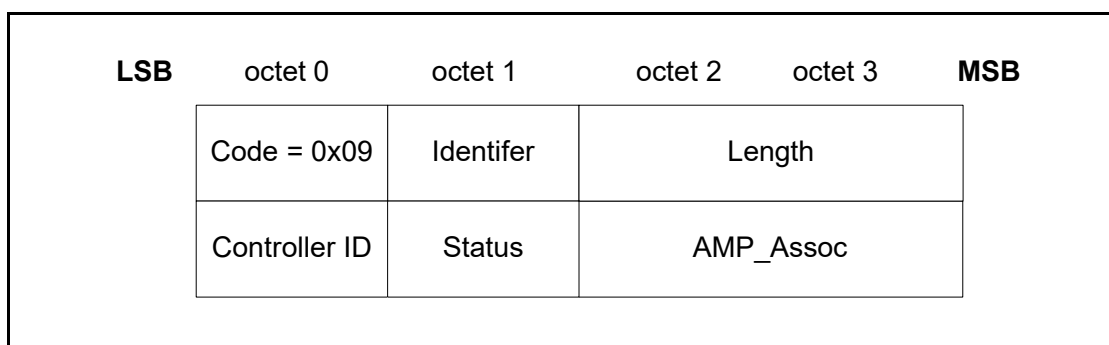 LSB octet 0 octet 1 octet 2 octet 3 MSB
Code = 0x09 Identifer Length
Controller ID Status AMP_Assoc